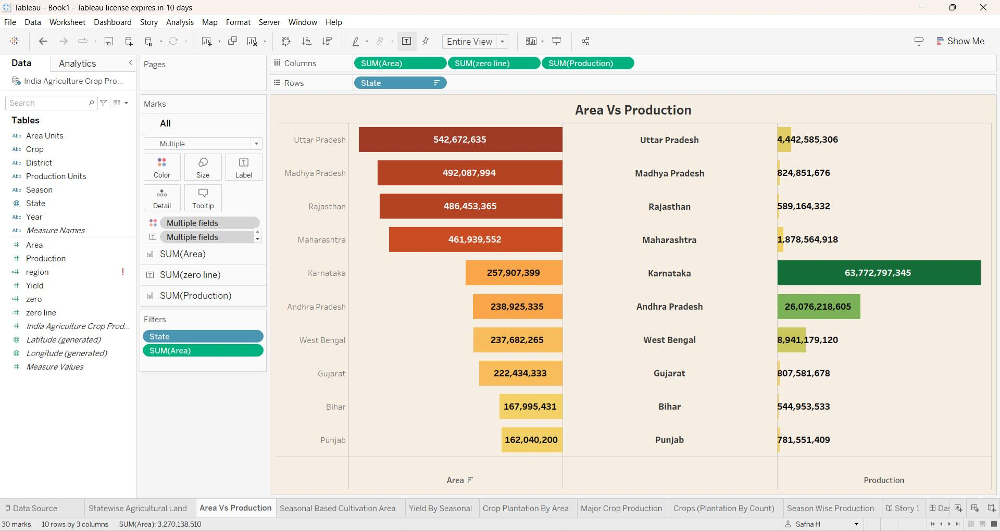 Tableau - Book1 - Tableau license expires in 10 days
File Data Worksheet Dashboard Story Analysis Map Format Server Window Help
Entire View
Show Me
Data Analytics
India Agriculture Crop Pro...
Search
Tables
Abc Area Units
Abc Crop
Abc District
Abc Production Units
Abc Season
State
Abc Year
Abc Measure Names
# Area
# Production
=# region !
# Yield
=# zero
=# zero line
# India Agriculture Crop Prod...
Latitude (generated)
Longitude (generated)
# Measure Values
Pages
Marks
All
Multiple
Color Size Label
Detail Tooltip
Multiple fields
Multiple fields
SUM(Area)
SUM(zero line)
SUM(Production)
Filters
State
SUM(Area)
Columns SUM(Area) SUM(zero line) SUM(Production)
Rows State
Area Vs Production
Uttar Pradesh 542,672,635 Uttar Pradesh 4,442,585,306
Madhya Pradesh 492,087,994 Madhya Pradesh 824,851,676
Rajasthan 486,453,365 Rajasthan 589,164,332
Maharashtra 461,939,552 Maharashtra 1,878,564,918
Karnataka 257,907,399 Karnataka 63,772,797,345
Andhra Pradesh 238,925,335 Andhra Pradesh 26,076,218,605
West Bengal 237,682,265 West Bengal 8,941,179,120
Gujarat 222,434,333 Gujarat 807,581,678
Bihar 167,995,431 Bihar 544,953,533
Punjab 162,040,200 Punjab 781,551,409
Area Production
Data Source Statewise Agricultural Land Area Vs Production Seasonal Based Cultivation Area Yield By Seasonal Crop Plantation By Area Major Crop Production Crops (Plantation By Count) Season Wise Production Story 1 Das
30 marks 10 rows by 3 columns SUM(Area): 3,270,138,510 Safna H